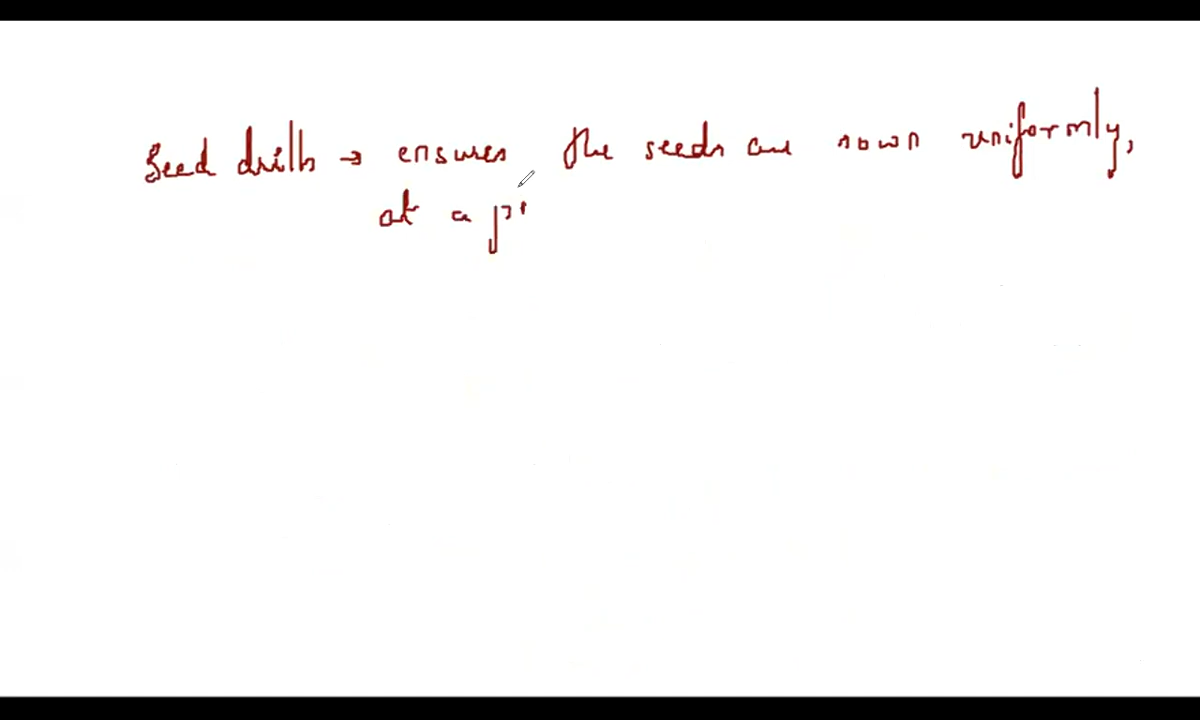 Seed drills → ensures the seeds are sown uniformly,
at a